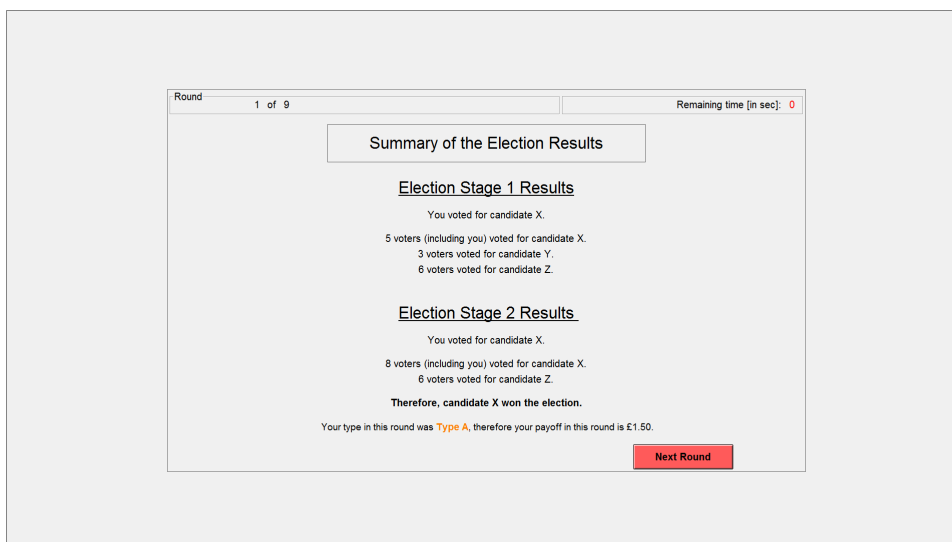 Round
1 of 9
Remaining time [in sec]: 0
Summary of the Election Results
Election Stage 1 Results
You voted for candidate X.
5 voters (including you) voted for candidate X.
3 voters voted for candidate Y.
6 voters voted for candidate Z.
Election Stage 2 Results
You voted for candidate X.
8 voters (including you) voted for candidate X.
6 voters voted for candidate Z.
Therefore, candidate X won the election.
Your type in this round was Type A, therefore your payoff in this round is £1.50.
Next Round